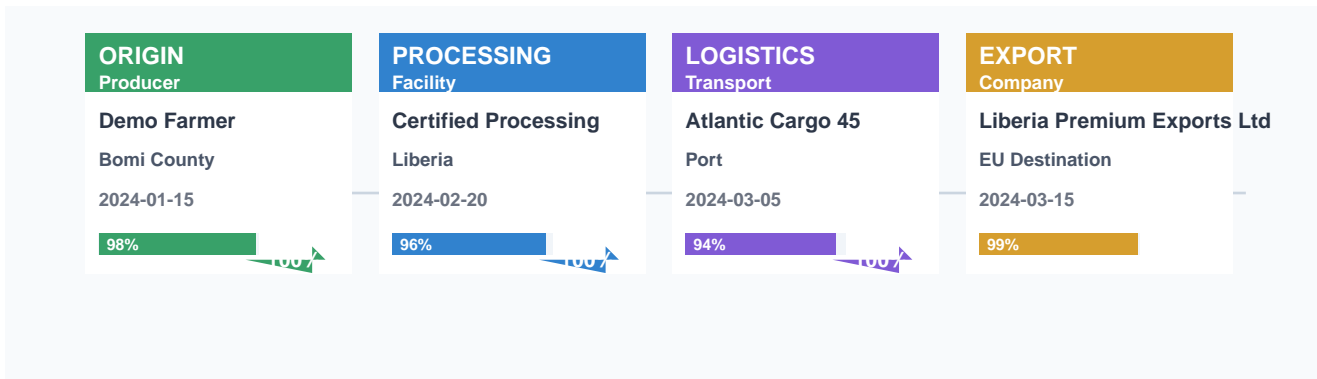 ORIGIN
Producer
Demo Farmer
Bomi County
2024-01-15
98%
PROCESSING
Facility
Certified Processing
Liberia
2024-02-20
96%
LOGISTICS
Transport
Atlantic Cargo 45
Port
2024-03-05
94%
EXPORT
Company
Liberia Premium Exports Ltd
EU Destination
2024-03-15
99%